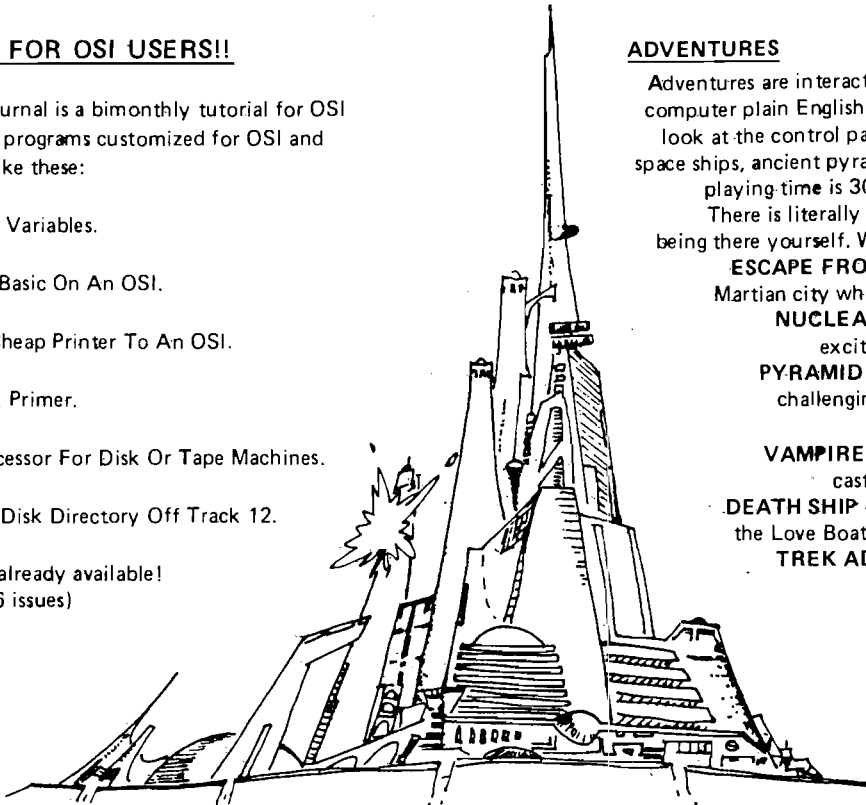 FOR OSI USERS!!
urnal is a bimonthly tutorial for OSI
programs customized for OSI and
ke these:
Variables.
Basic On An OSI.
heap Printer To An OSI.
Primer.
cessor For Disk Or Tape Machines.
Disk Directory Off Track 12.
already available!
6 issues)
ADVENTURES
Adventures are interact
computer plain English
look at the control pa
space ships, ancient pyra
playing time is 30
There is literally
being there yourself. W
ESCAPE FRO
Martian city wh
NUCLEA
excit
PYRAMID
challengin
VAMPIRE
cast
DEATH SHIP
the Love Boat
TREK AD